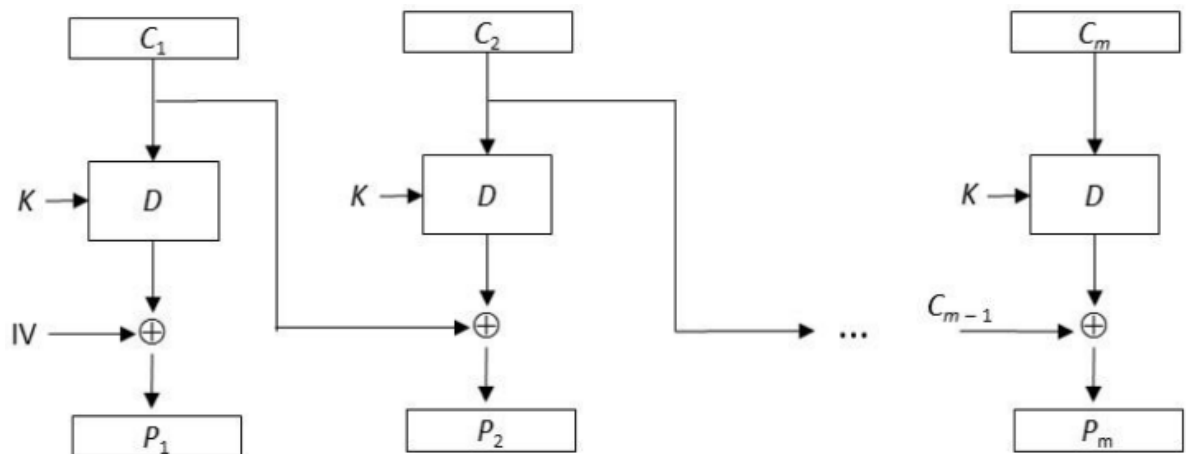 C₁ C₂ Cₘ
K D K D K D
IV ⊕ ⊕ ... Cₘ₋₁ ⊕
P₁ P₂ Pₘ